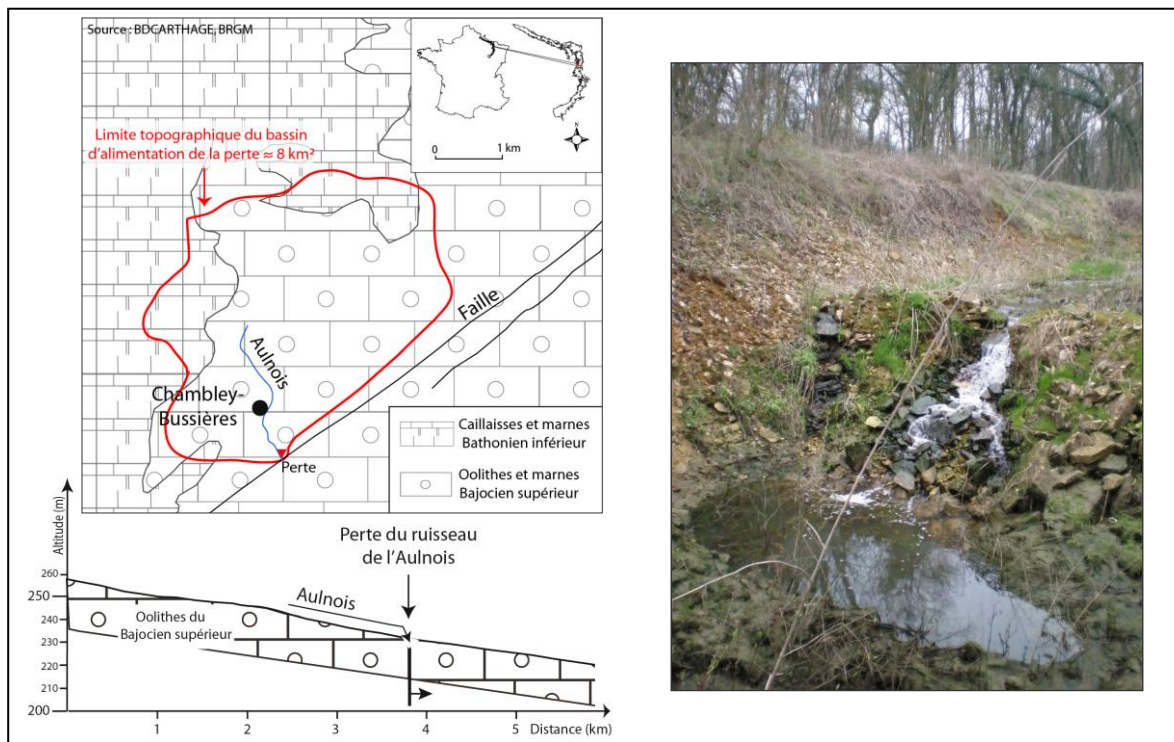 Source : BDCARTHAGE, BRGM
Limite topographique du bassin
d'alimentation de la perte ≈ 8 km²
N
0 1 km
Faille
Aulnois
Chambley-
Bussières
Perte
Caillaisses et marnes
Bathonien inférieur
Oolithes et marnes
Bajocien supérieur
Altitude (m)
Perte du ruisseau
de l'Aulnois
Aulnois
Oolithes du
Bajocien supérieur
260
250
240
230
220
210
200
1 2 3 4 5 Distance (km)